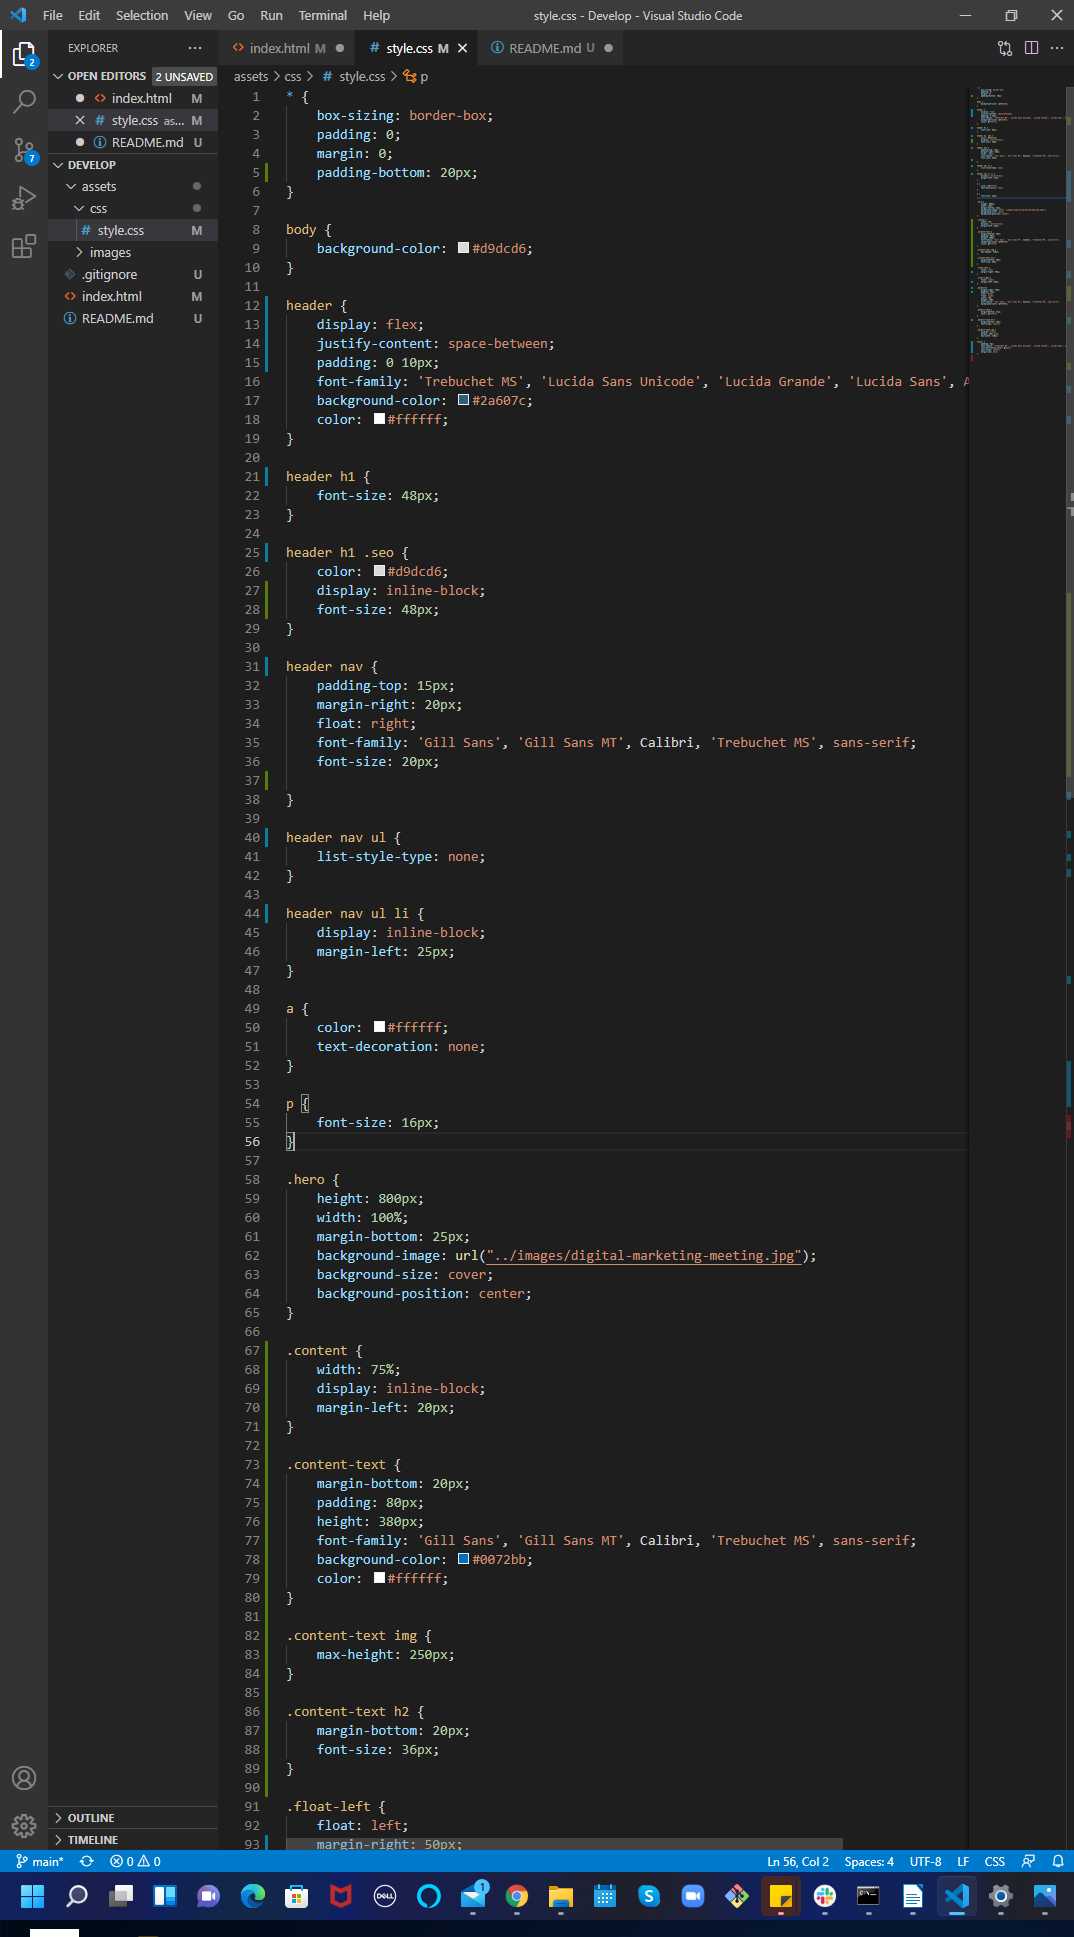 File Edit Selection View Go Run Terminal Help style.css - Develop - Visual Studio Code
EXPLORER
index.html M
style.css M
README.md U
OPEN EDITORS 2 UNSAVED
index.html M
style.css as... M
README.md U
DEVELOP
assets
css
style.css M
images
.gitignore U
index.html M
README.md U
OUTLINE
TIMELINE
assets > css > # style.css > p
1 * {
2 box-sizing: border-box;
3 padding: 0;
4 margin: 0;
5 padding-bottom: 20px;
6 }
7
8 body {
9 background-color: #d9dcd6;
10 }
11
12 header {
13 display: flex;
14 justify-content: space-between;
15 padding: 0 10px;
16 font-family: 'Trebuchet MS', 'Lucida Sans Unicode', 'Lucida Grande', 'Lucida Sans', A
17 background-color: #2a607c;
18 color: #ffffff;
19 }
20
21 header h1 {
22 font-size: 48px;
23 }
24
25 header h1 .seo {
26 color: #d9dcd6;
27 display: inline-block;
28 font-size: 48px;
29 }
30
31 header nav {
32 padding-top: 15px;
33 margin-right: 20px;
34 float: right;
35 font-family: 'Gill Sans', 'Gill Sans MT', Calibri, 'Trebuchet MS', sans-serif;
36 font-size: 20px;
37
38 }
39
40 header nav ul {
41 list-style-type: none;
42 }
43
44 header nav ul li {
45 display: inline-block;
46 margin-left: 25px;
47 }
48
49 a {
50 color: #ffffff;
51 text-decoration: none;
52 }
53
54 p {
55 font-size: 16px;
56 }
57
58 .hero {
59 height: 800px;
60 width: 100%;
61 margin-bottom: 25px;
62 background-image: url("../images/digital-marketing-meeting.jpg");
63 background-size: cover;
64 background-position: center;
65 }
66
67 .content {
68 width: 75%;
69 display: inline-block;
70 margin-left: 20px;
71 }
72
73 .content-text {
74 margin-bottom: 20px;
75 padding: 80px;
76 height: 380px;
77 font-family: 'Gill Sans', 'Gill Sans MT', Calibri, 'Trebuchet MS', sans-serif;
78 background-color: #0072bb;
79 color: #ffffff;
80 }
81
82 .content-text img {
83 max-height: 250px;
84 }
85
86 .content-text h2 {
87 margin-bottom: 20px;
88 font-size: 36px;
89 }
90
91 .float-left {
92 float: left;
93 margin-right: 50px;
main* 0 0 Ln 56, Col 2 Spaces: 4 UTF-8 LF CSS